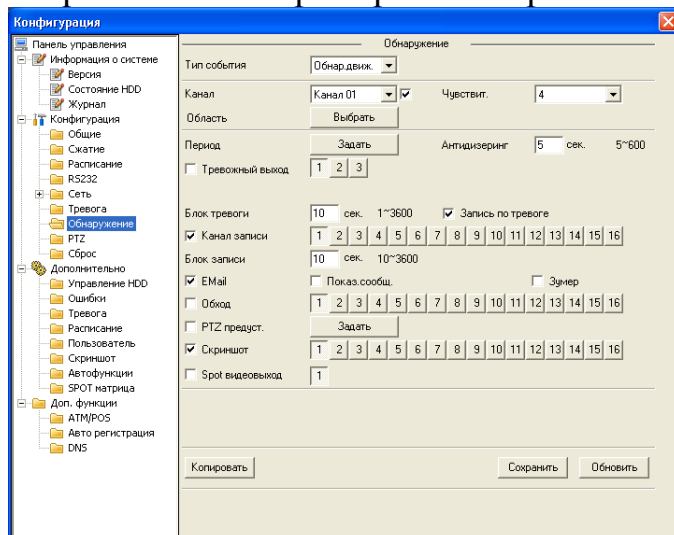 Конфигурация
Панель управления
Информация о системе
Версия
Состояние HDD
Журнал
Конфигурация
Общие
Сжатие
Расписание
RS232
Сеть
Тревога
Обнаружение
PTZ
Сброс
Дополнительно
Управление HDD
Ошибки
Тревога
Расписание
Пользователь
Скриншот
Автофункции
SPOT матрица
Доп. функции
ATM/POS
Авто регистрация
DNS
Обнаружение
Тип события Обнар.движ.
Канал Канал 01 Чувствит. 4
Область Выбрать
Период Задать Антидизеринг 5 сек. 5~600
Тревожный выход 1 2 3
Блок тревоги 10 сек. 1~3600 Запись по тревоге
Канал записи 1 2 3 4 5 6 7 8 9 10 11 12 13 14 15 16
Блок записи 10 сек. 10~3600
EMail Показ.сообщ. Зумер
Обход 1 2 3 4 5 6 7 8 9 10 11 12 13 14 15 16
PTZ предуст. Задать
Скриншот 1 2 3 4 5 6 7 8 9 10 11 12 13 14 15 16
Spot видеовыход 1
Копировать Сохранить Обновить